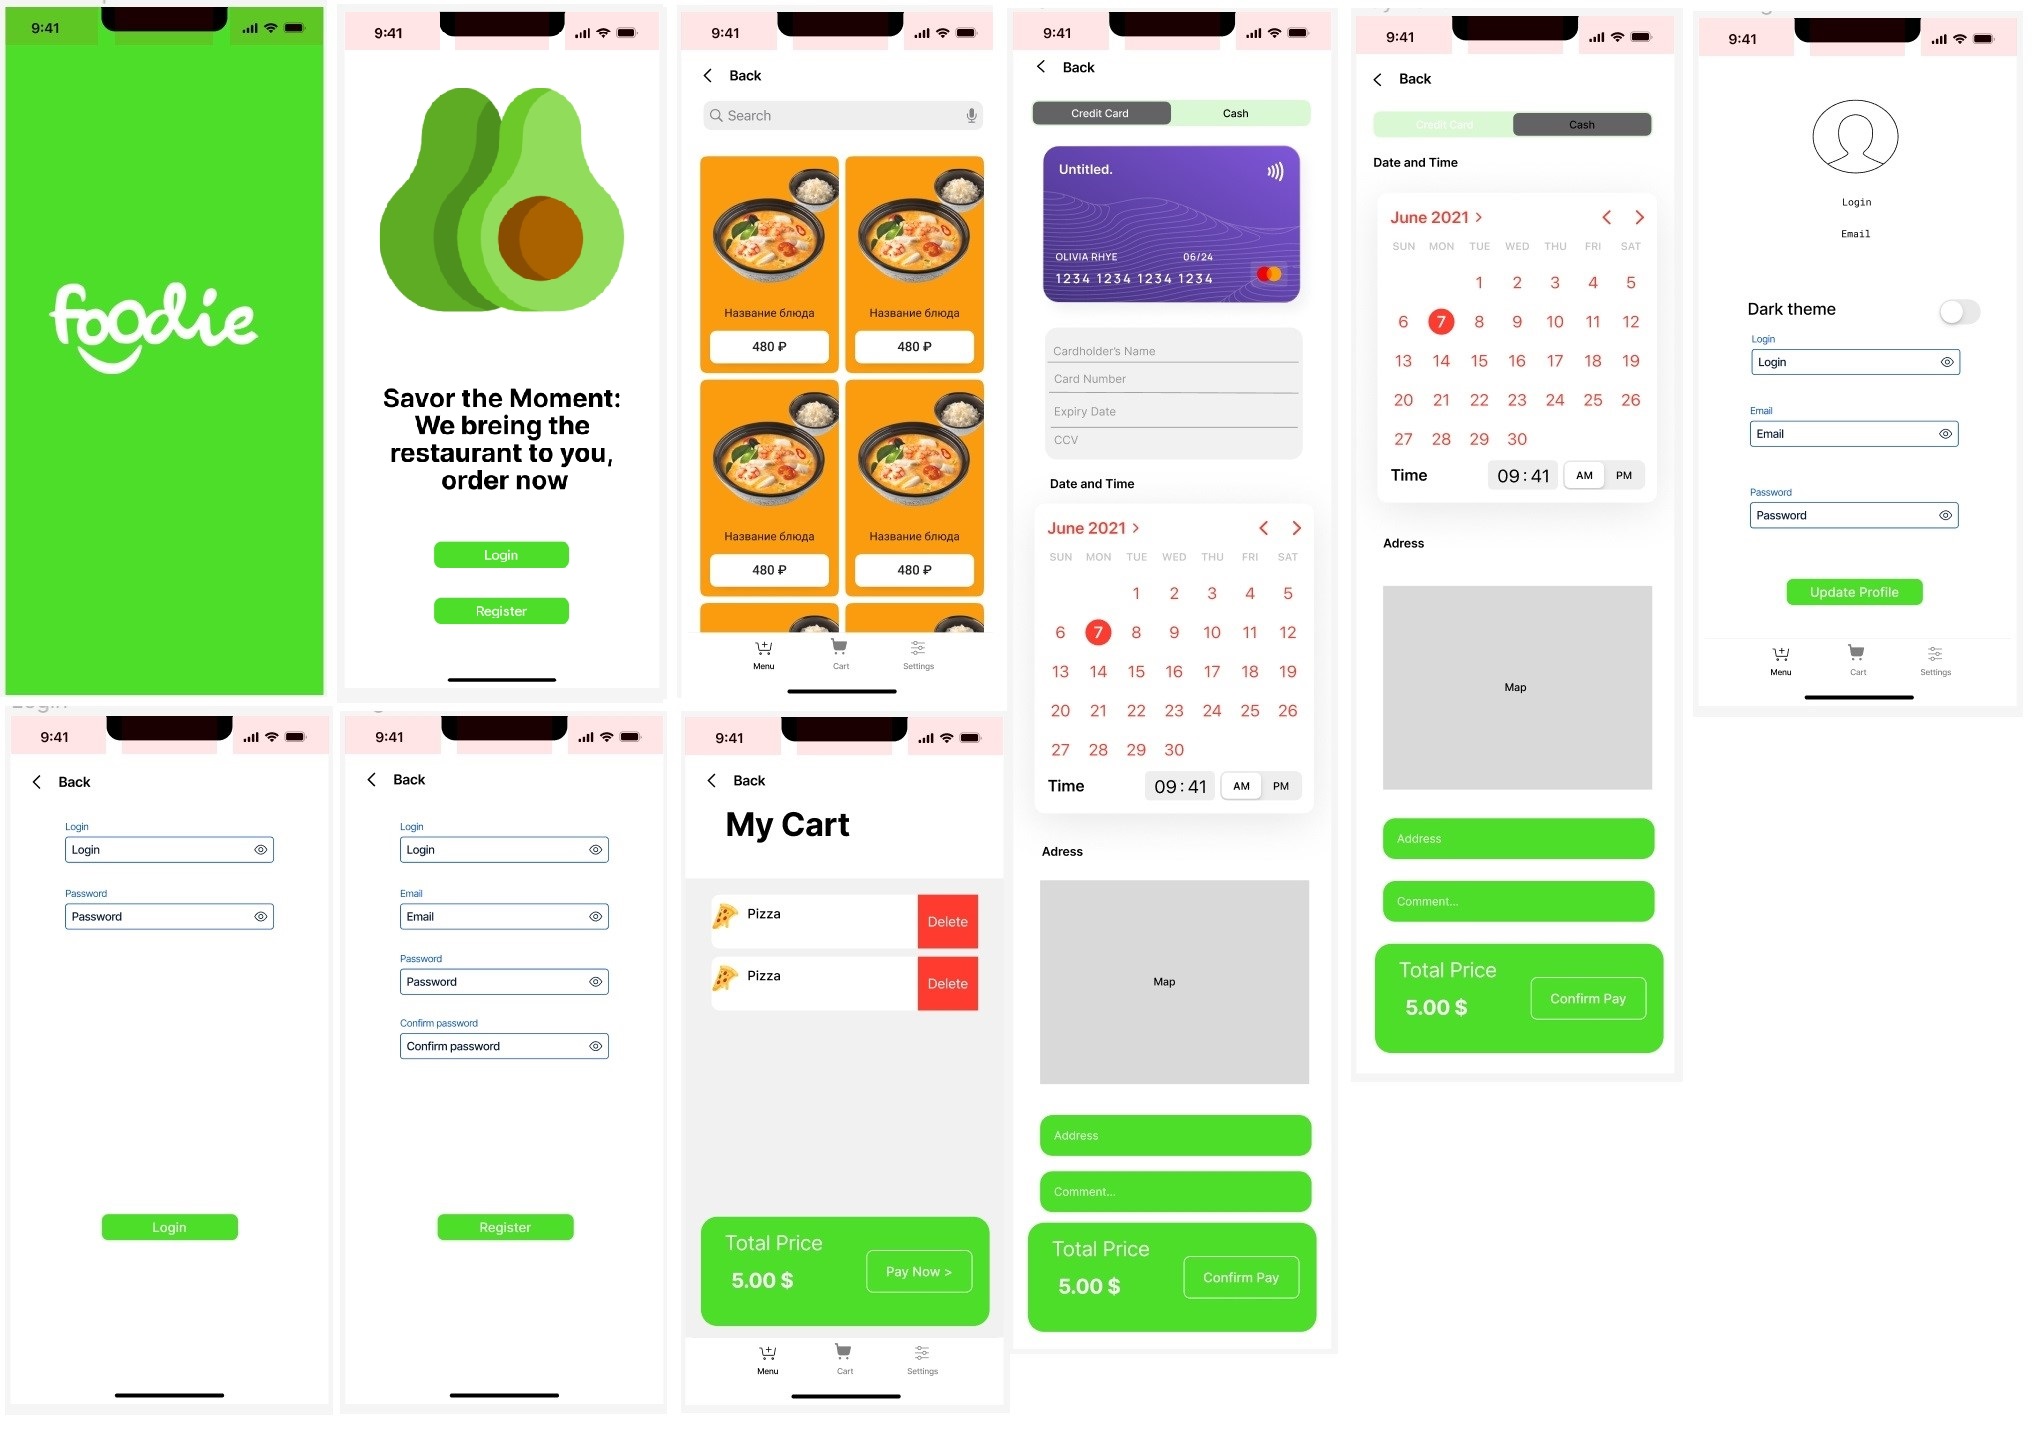 9:41
foodie
9:41
Savor the Moment:
We breing the
restaurant to you,
order now
Login
Register
9:41
Back
Search
Название блюда
Название блюда
480 ₽
480 ₽
Название блюда
Название блюда
480 ₽
480 ₽
Menu
Cart
Settings
9:41
Back
Credit Card
Cash
Untitled.
OLIVIA RHYE
06/24
1234 1234 1234 1234
Cardholder's Name
Card Number
Expiry Date
CCV
Date and Time
June 2021
SUN MON TUE WED THU FRI SAT
1 2 3 4 5
6 7 8 9 10 11 12
13 14 15 16 17 18 19
20 21 22 23 24 25 26
27 28 29 30
Time
09:41
AM
PM
Adress
Map
Address
Comment...
Total Price
5.00 $
Confirm Pay
9:41
Back
Credit Card
Cash
Date and Time
June 2021
SUN MON TUE WED THU FRI SAT
1 2 3 4 5
6 7 8 9 10 11 12
13 14 15 16 17 18 19
20 21 22 23 24 25 26
27 28 29 30
Time
09:41
AM
PM
Adress
Map
Address
Comment...
Total Price
5.00 $
Confirm Pay
9:41
Login
Email
Dark theme
Login
Login
Email
Email
Password
Password
Update Profile
Menu
Cart
Settings
Login
9:41
Back
Login
Login
Password
Password
Login
9:41
Back
Login
Login
Email
Email
Password
Password
Confirm password
Confirm password
Register
9:41
Back
My Cart
Pizza
Delete
Pizza
Delete
Total Price
5.00 $
Pay Now >
Menu
Cart
Settings